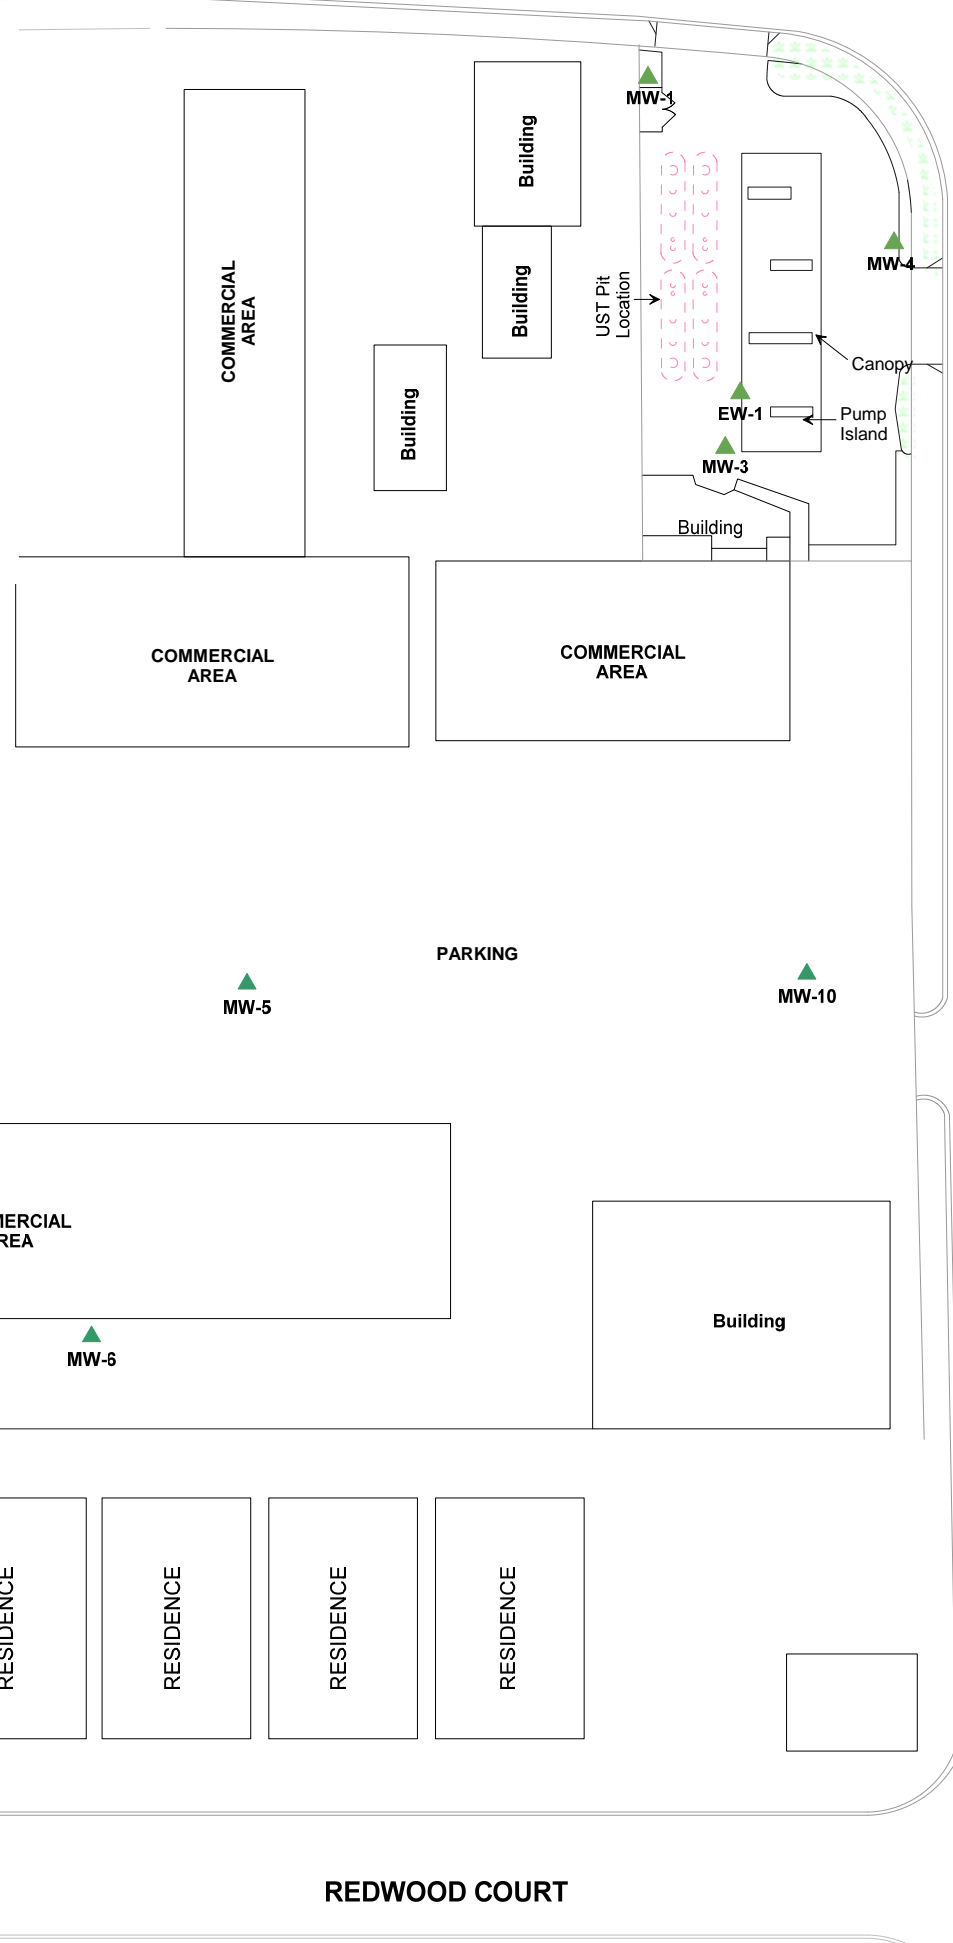 MW-1
Building
COMMERCIAL
AREA
Building
MW-4
UST Pit
Location
Canopy
Building
EW-1
Pump
Island
MW-3
Building
COMMERCIAL
AREA
COMMERCIAL
AREA
PARKING
MW-5
MW-10
MERCIAL
REA
Building
MW-6
RESIDENCE
RESIDENCE
RESIDENCE
RESIDENCE
REDWOOD COURT